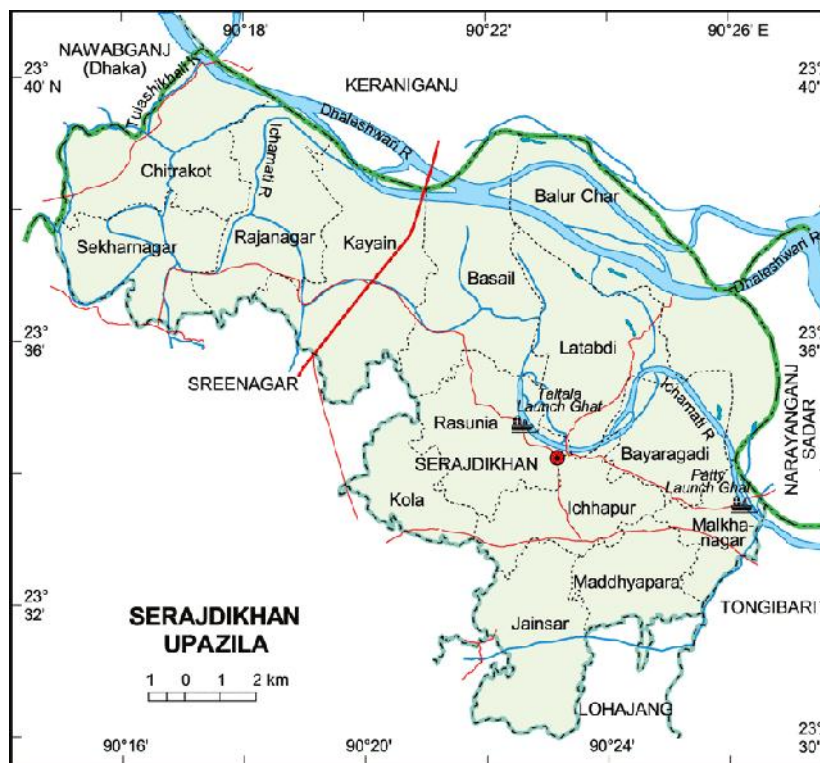 90°18'
90°22'
90°26' E
NAWABGANJ
(Dhaka)
23°
40' N
23°
40'
KERANIGANJ
Tulashikhali R
Dhaleshwari R
Ichamati R
Chitrakot
Balur Char
Sekharnagar
Rajanagar
Kayain
Dhaleshwari R
Basail
23°
36'
23°
36'
Latabdi
SREENAGAR
Taltala
Launch Ghat
Ichamati R
NARAYANGANJ
SADAR
Rasunia
Bayaragadi
SERAJDIKHAN
Patty
Launch Ghat
Kola
Ichhapur
Malkha-
nagar
23°
32'
SERAJDIKHAN
UPAZILA
Maddhyapara
TONGIBARI
Jainsar
1 0 1 2 km
LOHAJANG
23°
30'
90°16'
90°20'
90°24'